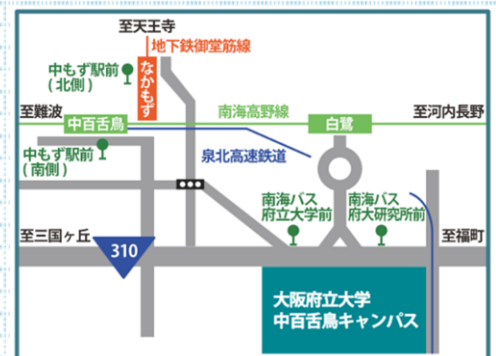 至天王寺
地下鉄御堂筋線
中もず駅前
(北側)
なかもず
至難波
中百舌鳥
南海高野線
白鷺
至河内長野
中もず駅前
(南側)
泉北高速鉄道
南海バス
府立大学前
南海バス
府大研究所前
至三国ヶ丘
310
至福町
大阪府立大学
中百舌鳥キャンパス